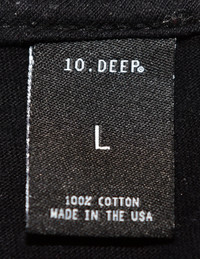 10.DEEP®
L
100% COTTON
MADE IN THE USA